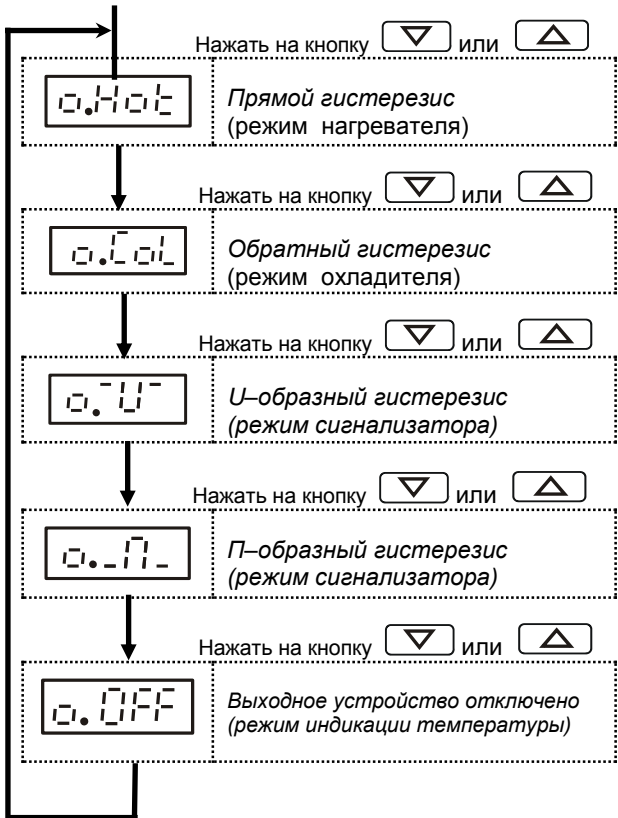 Нажать на кнопку или
o.Hot
Прямой гистерезис
(режим нагревателя)
Нажать на кнопку или
o.CoL
Обратный гистерезис
(режим охладителя)
Нажать на кнопку или
o.¯U¯
U–образный гистерезис
(режим сигнализатора)
Нажать на кнопку или
o._П_
П–образный гистерезис
(режим сигнализатора)
Нажать на кнопку или
o.OFF
Выходное устройство отключено
(режим индикации температуры)